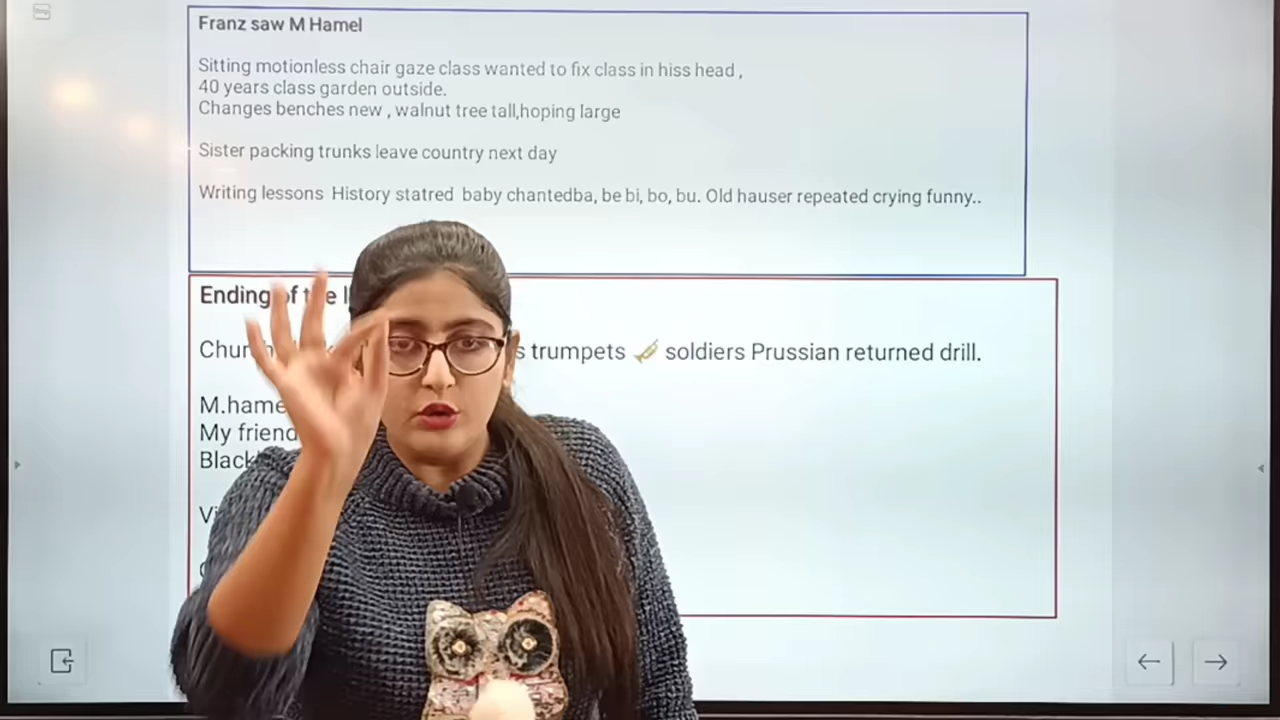 Franz saw M Hamel
Sitting motionless chair gaze class wanted to fix class in hiss head ,
40 years class garden outside.
Changes benches new , walnut tree tall,hoping large
Sister packing trunks leave country next day
Writing lessons History statred baby chantedba, be bi, bo, bu. Old hauser repeated crying funny..
Ending of the
trumpets 🎺 soldiers Prussian returned drill.
M.hame
My friend
Black